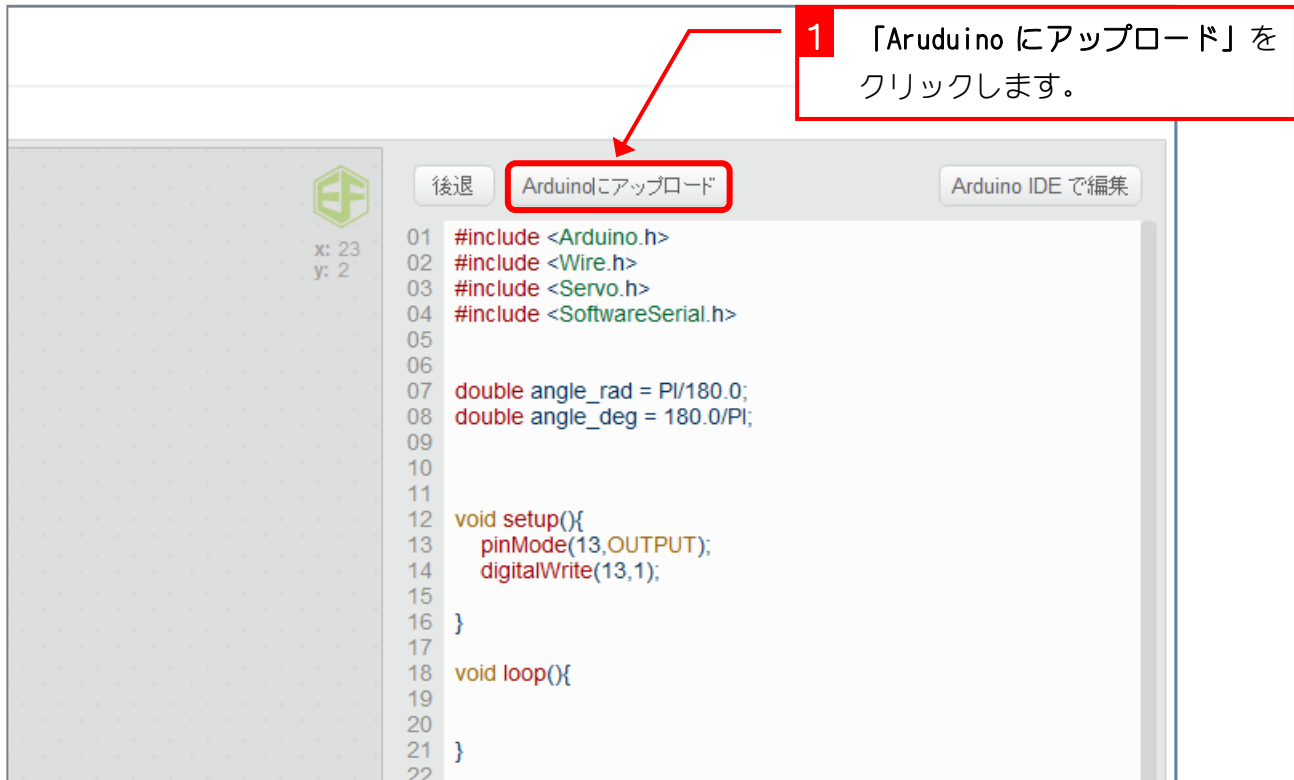 1 「Aruduino にアップロード」を
クリックします。
後退 Arduinoにアップロード Arduino IDE で編集
EF
x: 23
y: 2
01 #include <Arduino.h>
02 #include <Wire.h>
03 #include <Servo.h>
04 #include <SoftwareSerial.h>
05
06
07 double angle_rad = PI/180.0;
08 double angle_deg = 180.0/PI;
09
10
11
12 void setup(){
13 pinMode(13,OUTPUT);
14 digitalWrite(13,1);
15
16 }
17
18 void loop(){
19
20
21 }
22